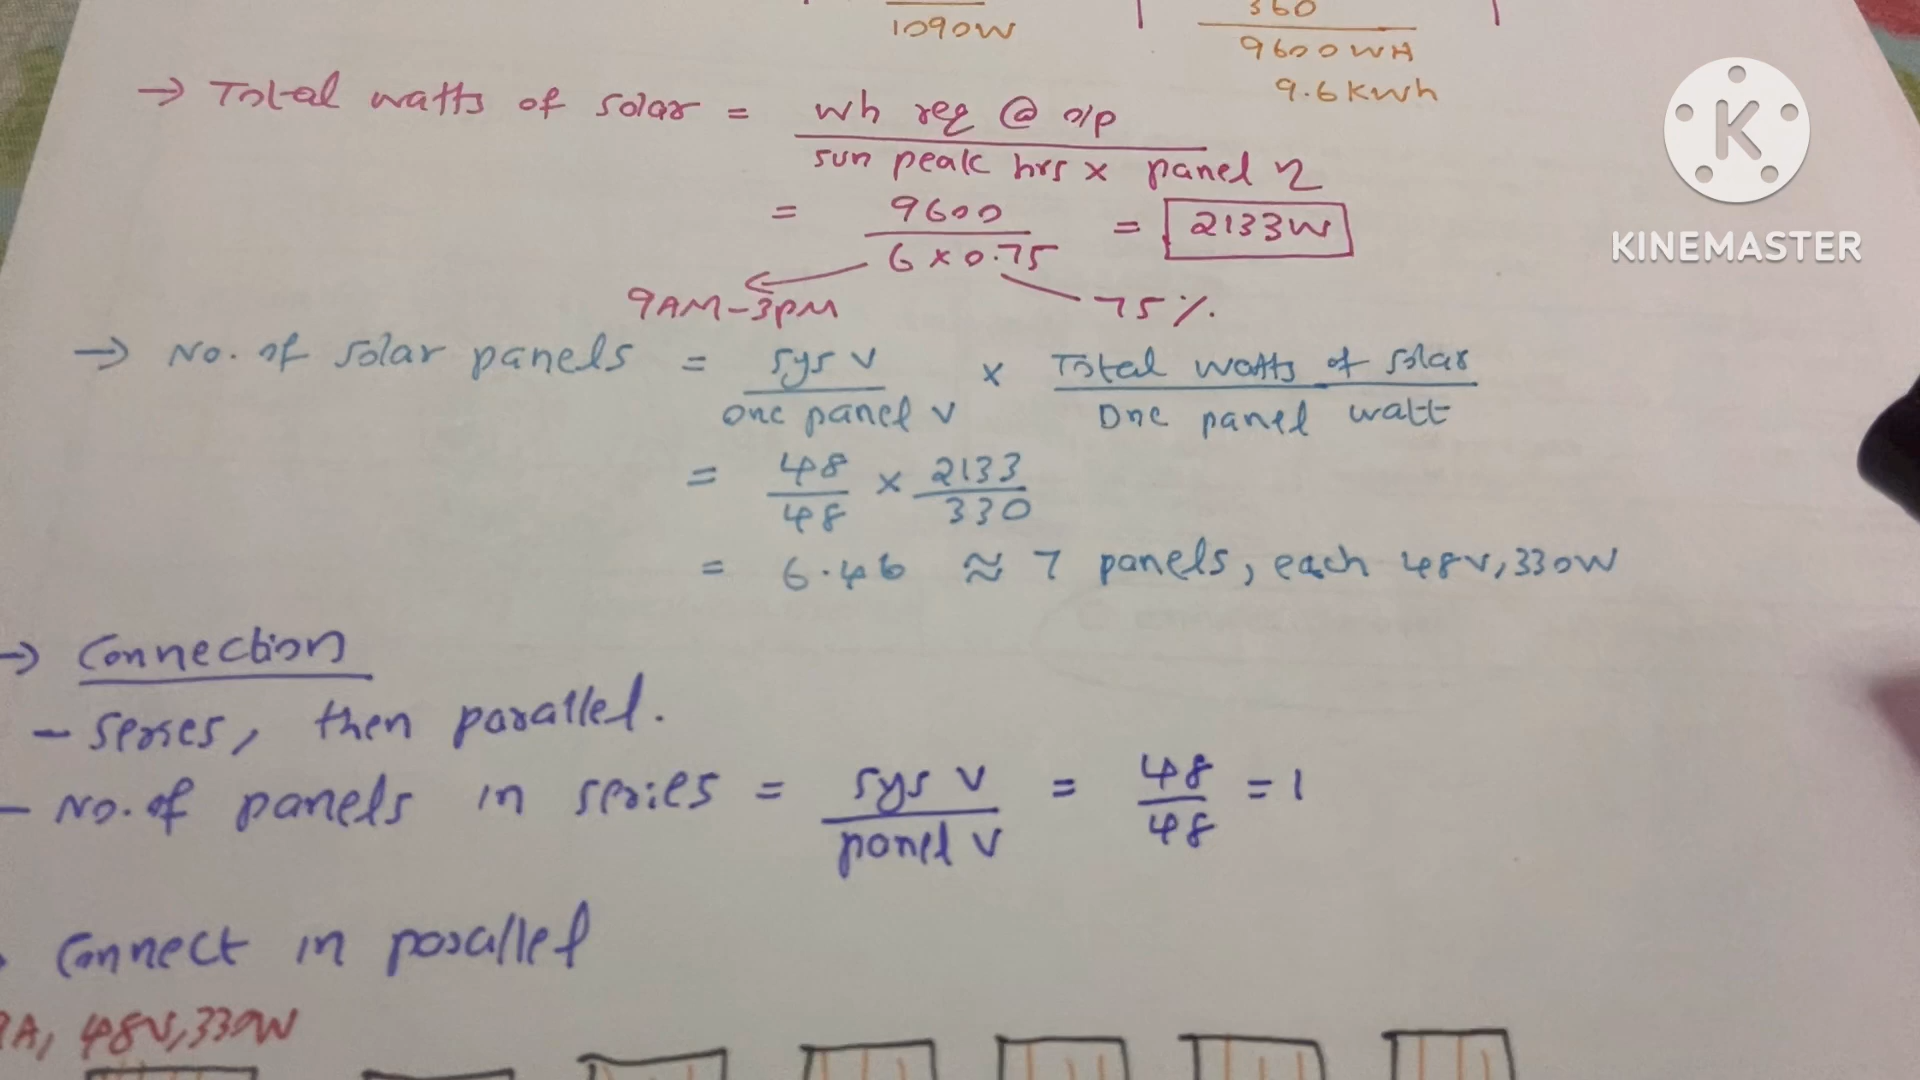 1090W
360
9600WH
9.6KWh
→ Total watts of solar = wh req @ o/p
sun peak hrs × panel η
= 9600 = 2133W
6 × 0.75
9AM-3PM 75%.
→ No. of solar panels = sys v × Total watts of solar
one panel v One panel watt
= 48 × 2133
48 330
= 6.46 ≈ 7 panels, each 48V, 330W
→ Connection
- series, then parallel.
- No. of panels in series = sys v = 48 = 1
panel v 48
Connect in parallel
A, 48V, 330W
K
KINEMASTER